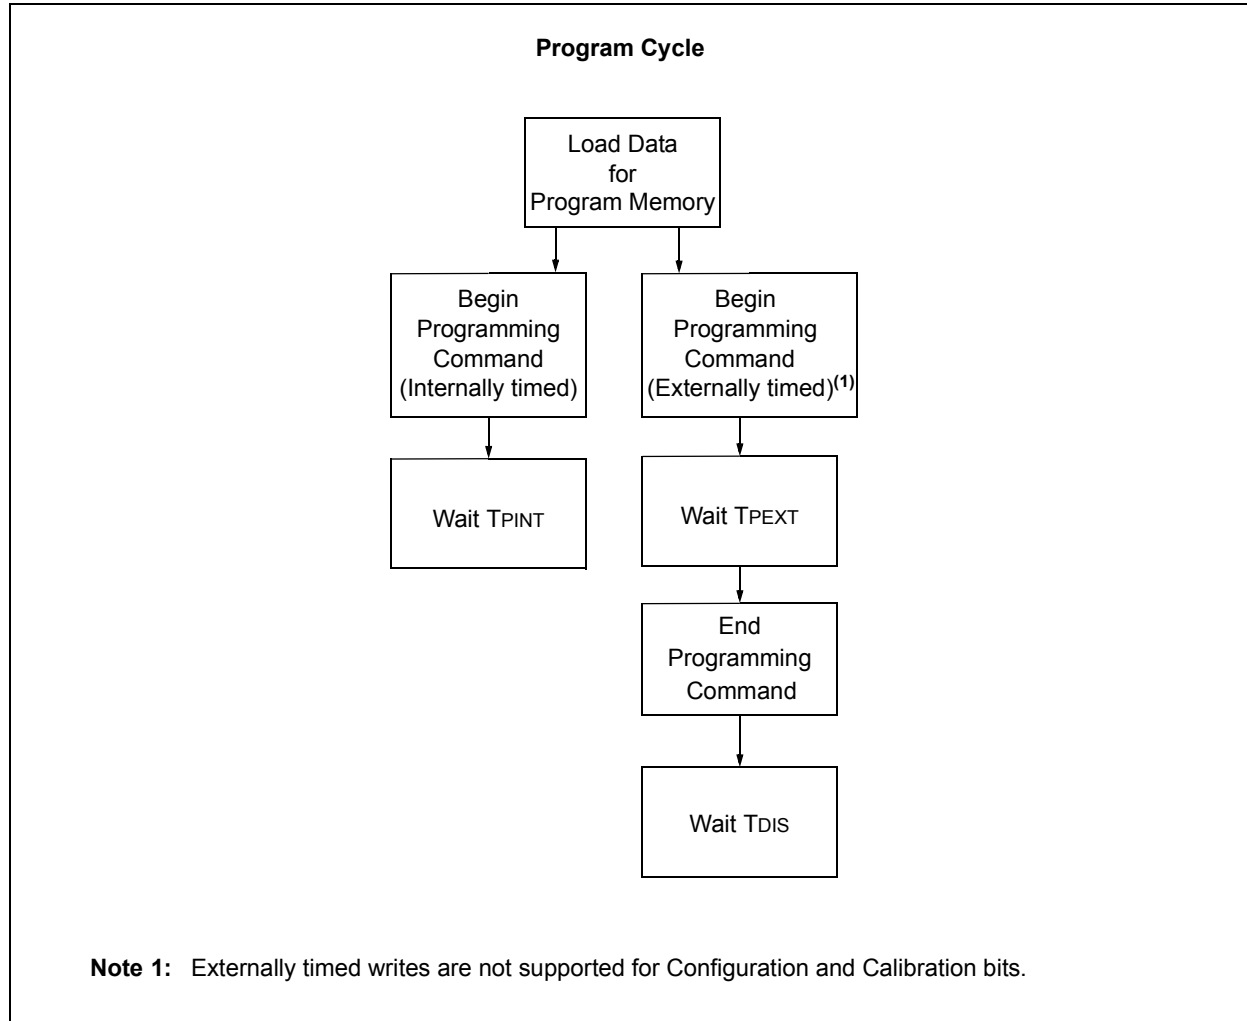 Program Cycle
Load Data
for
Program Memory
Begin
Programming
Command
(Internally timed)
Begin
Programming
Command
(Externally timed)(1)
Wait TPINT
Wait TPEXT
End
Programming
Command
Wait TDIS
Note 1: Externally timed writes are not supported for Configuration and Calibration bits.